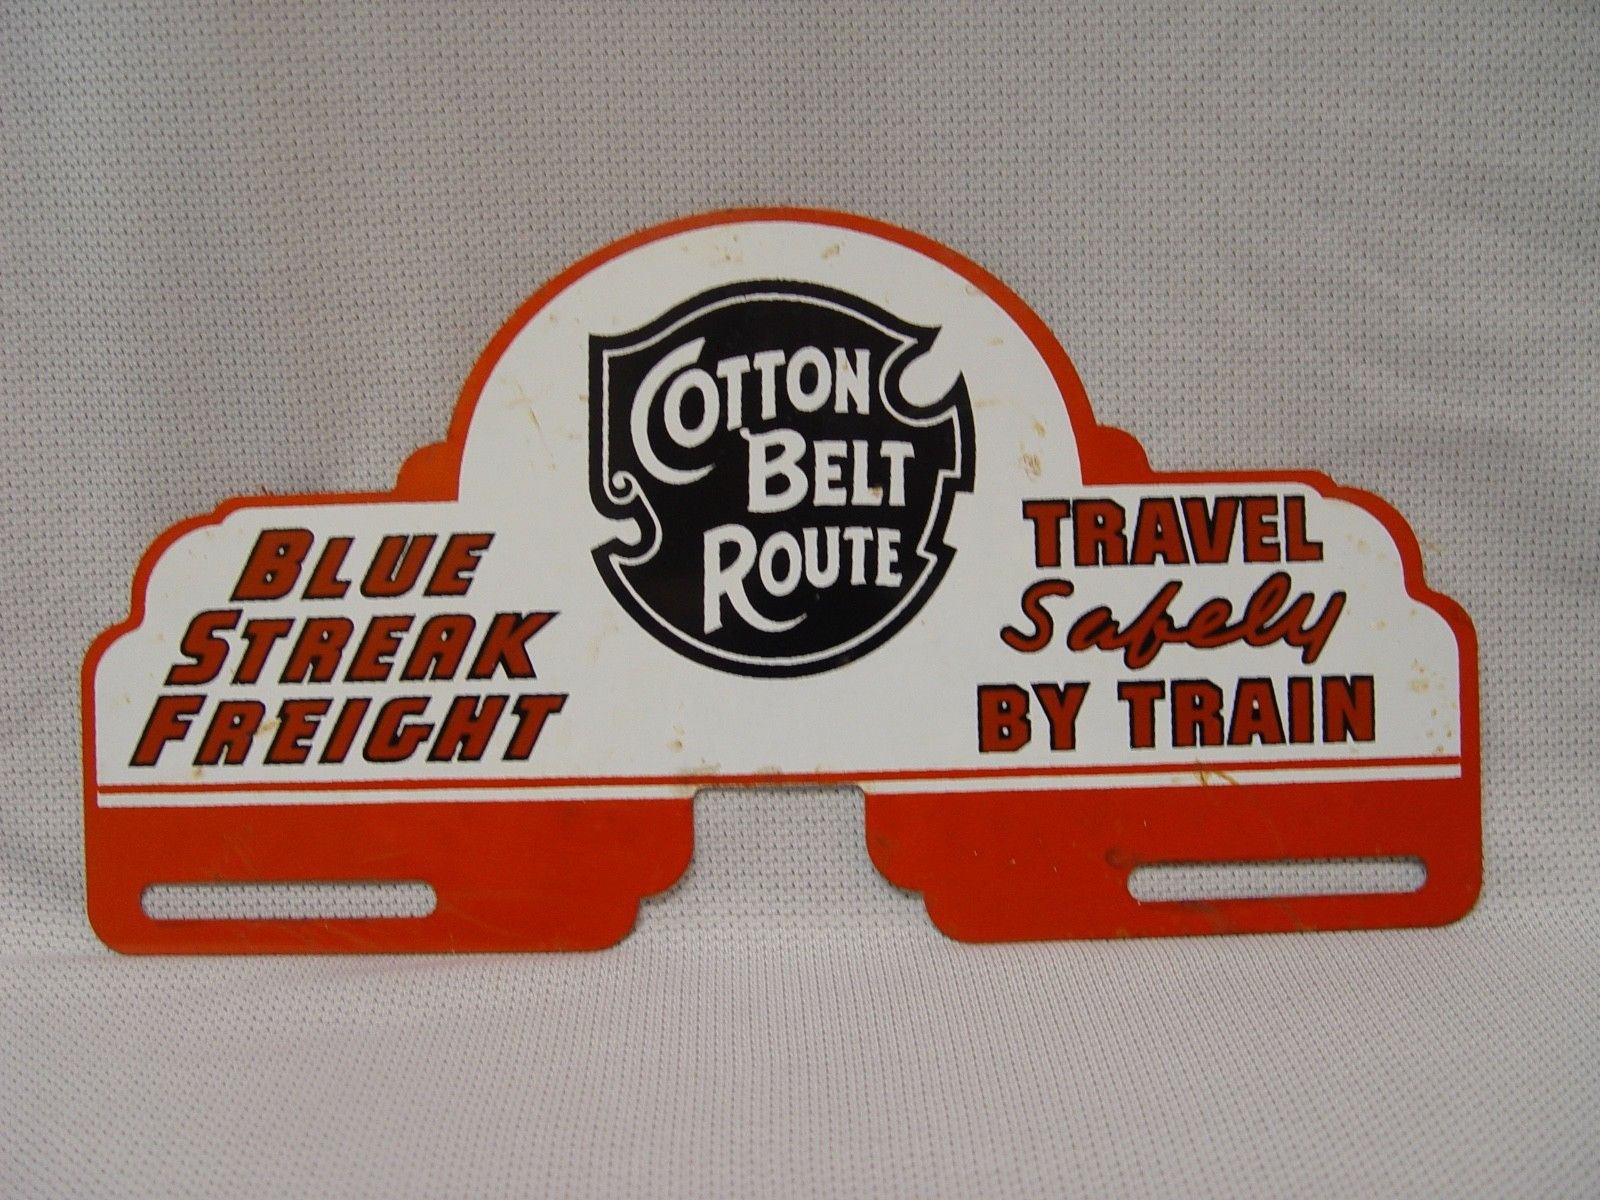 COTTON
BELT
ROUTE
BLUE
STREAK
FREIGHT
TRAVEL
Safely
BY TRAIN